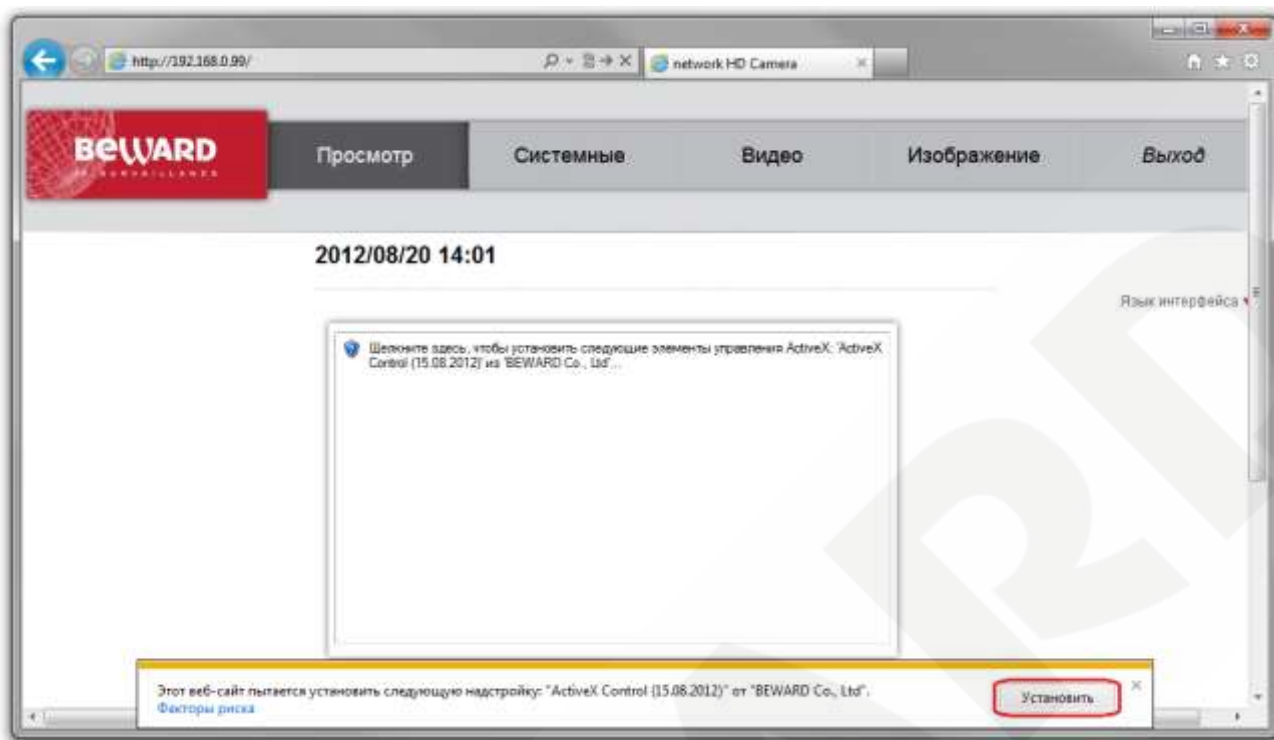 http://192.168.0.99/
network HD Camera
BEWARD
Просмотр
Системные
Видео
Изображение
Выход
2012/08/20 14:01
Язык интерфейса
Щелкните здесь, чтобы установить следующие элементы управления ActiveX: 'ActiveX
Control (15.08.2012)' из 'BEWARD Co., Ltd'...
Этот веб-сайт пытается установить следующую надстройку: "ActiveX Control (15.08.2012)" от "BEWARD Co., Ltd".
Факторы риска
Установить